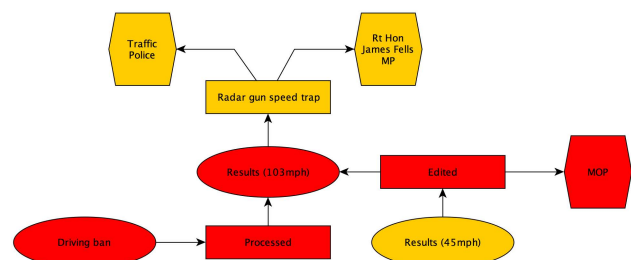 Traffic
Police
Rt Hon
James Fells
MP
Radar gun speed trap
Results (103mph)
Edited
MOP
Driving ban
Processed
Results (45mph)